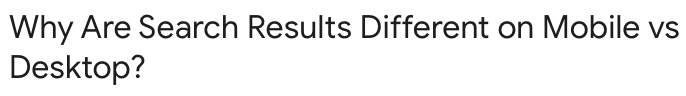 Why Are Search Results Different on Mobile vs
Desktop?